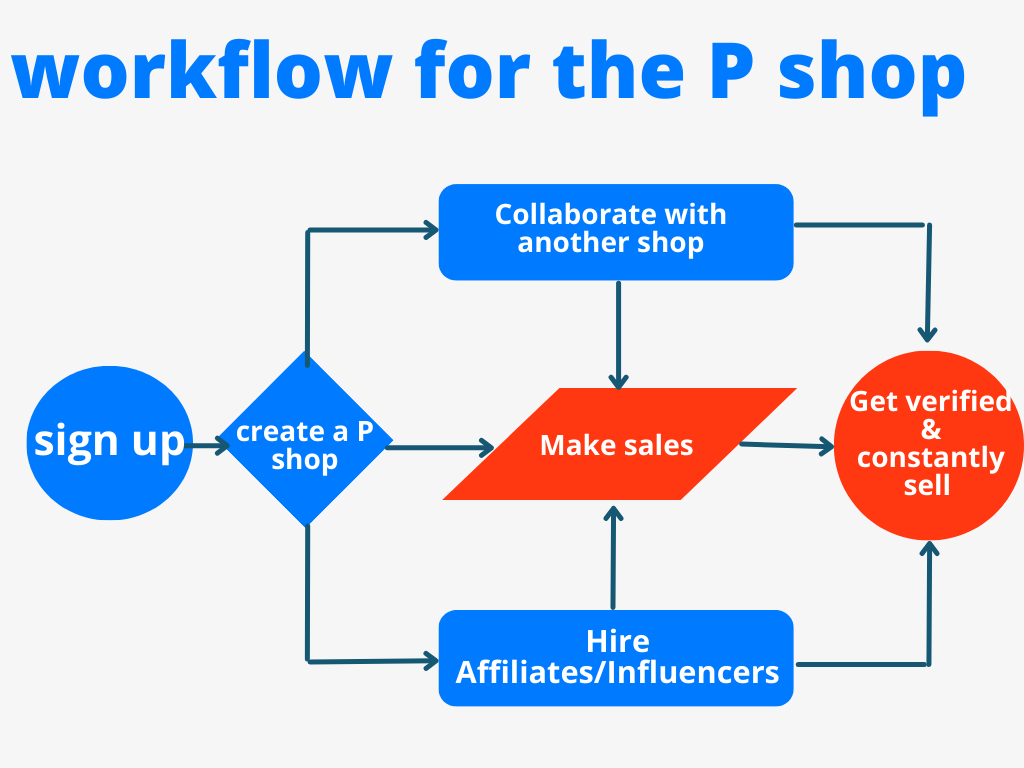 workflow for the P shop
Collaborate with
another shop
sign up
create a P
shop
Make sales
Get verified
&
constantly
sell
Hire
Affiliates/Influencers